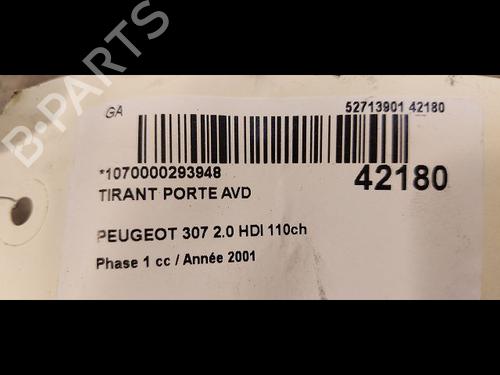 GA
52713901 42180
*1070000293948
42180
TIRANT PORTE AVD
PEUGEOT 307 2.0 HDI 110ch
Phase 1 cc / Année 2001
B-PARTS